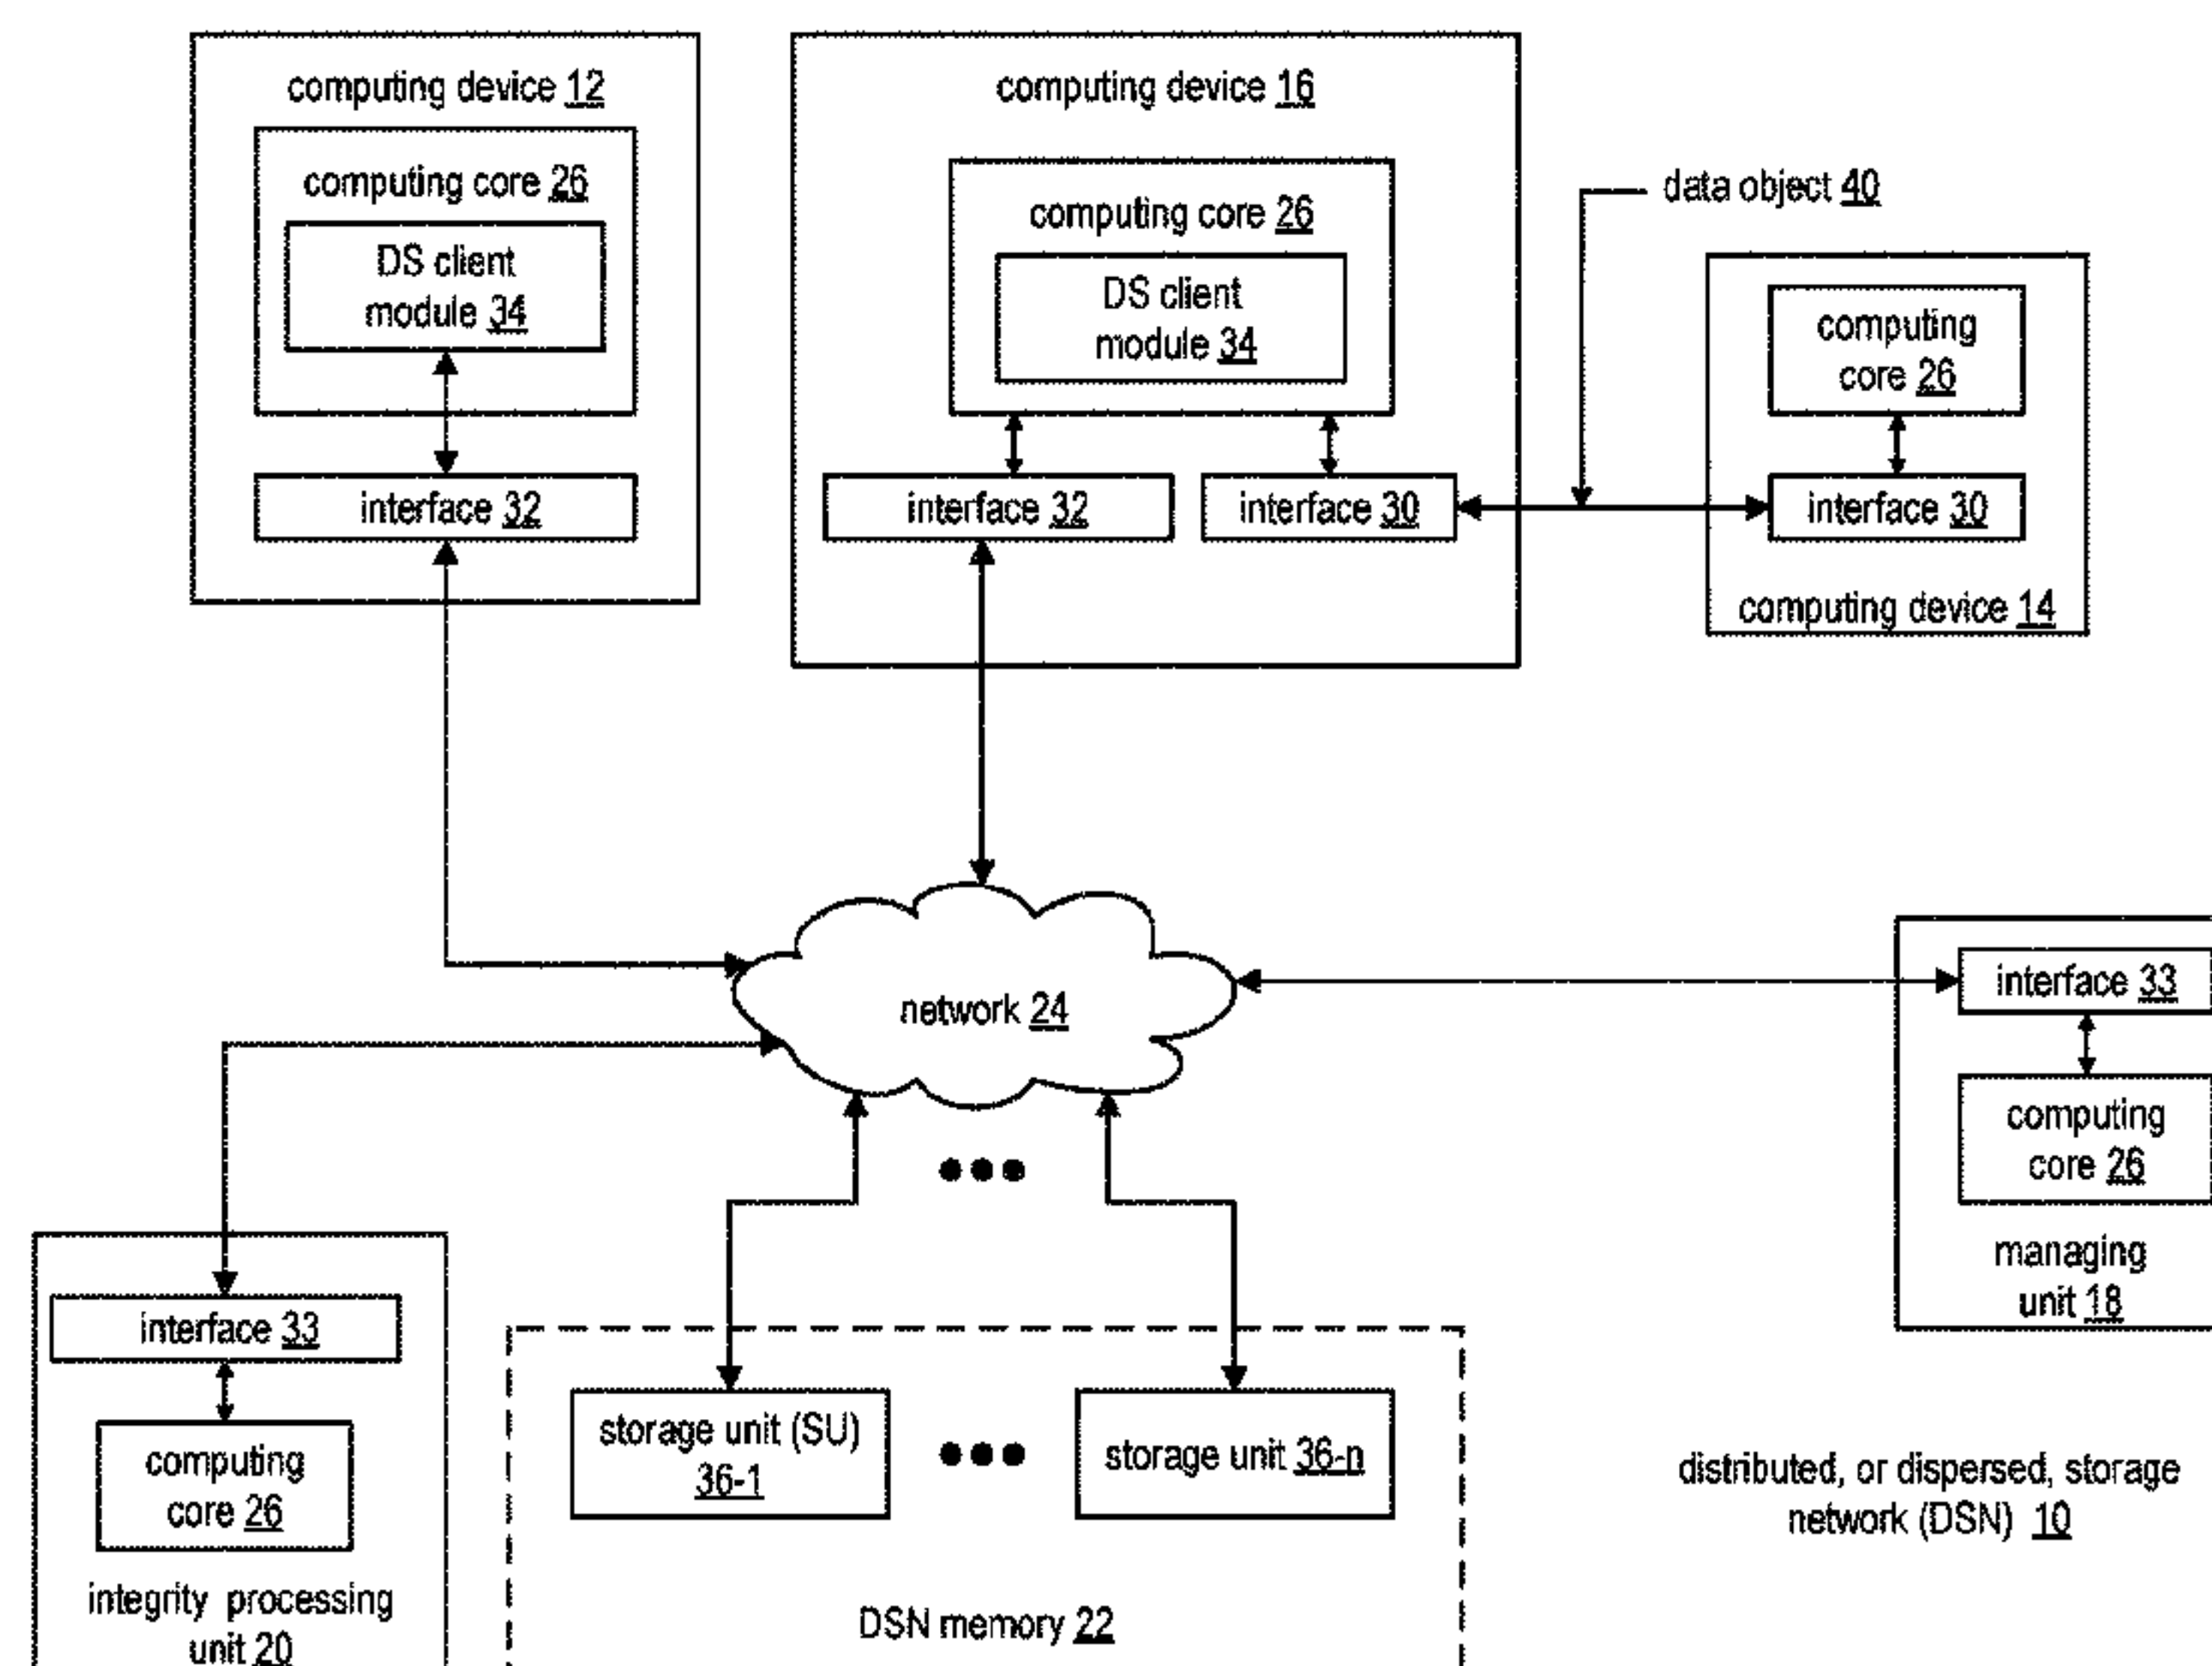 computing device 12
computing core 26
DS client
module 34
interface 32
computing device 16
computing core 26
DS client
module 34
interface 32
interface 30
data object 40
computing
core 26
interface 30
computing device 14
network 24
interface 33
computing
core 26
managing
unit 18
interface 33
computing
core 26
integrity processing
unit 20
storage unit (SU)
36-1
storage unit 36-n
DSN memory 22
distributed, or dispersed, storage
network (DSN) 10